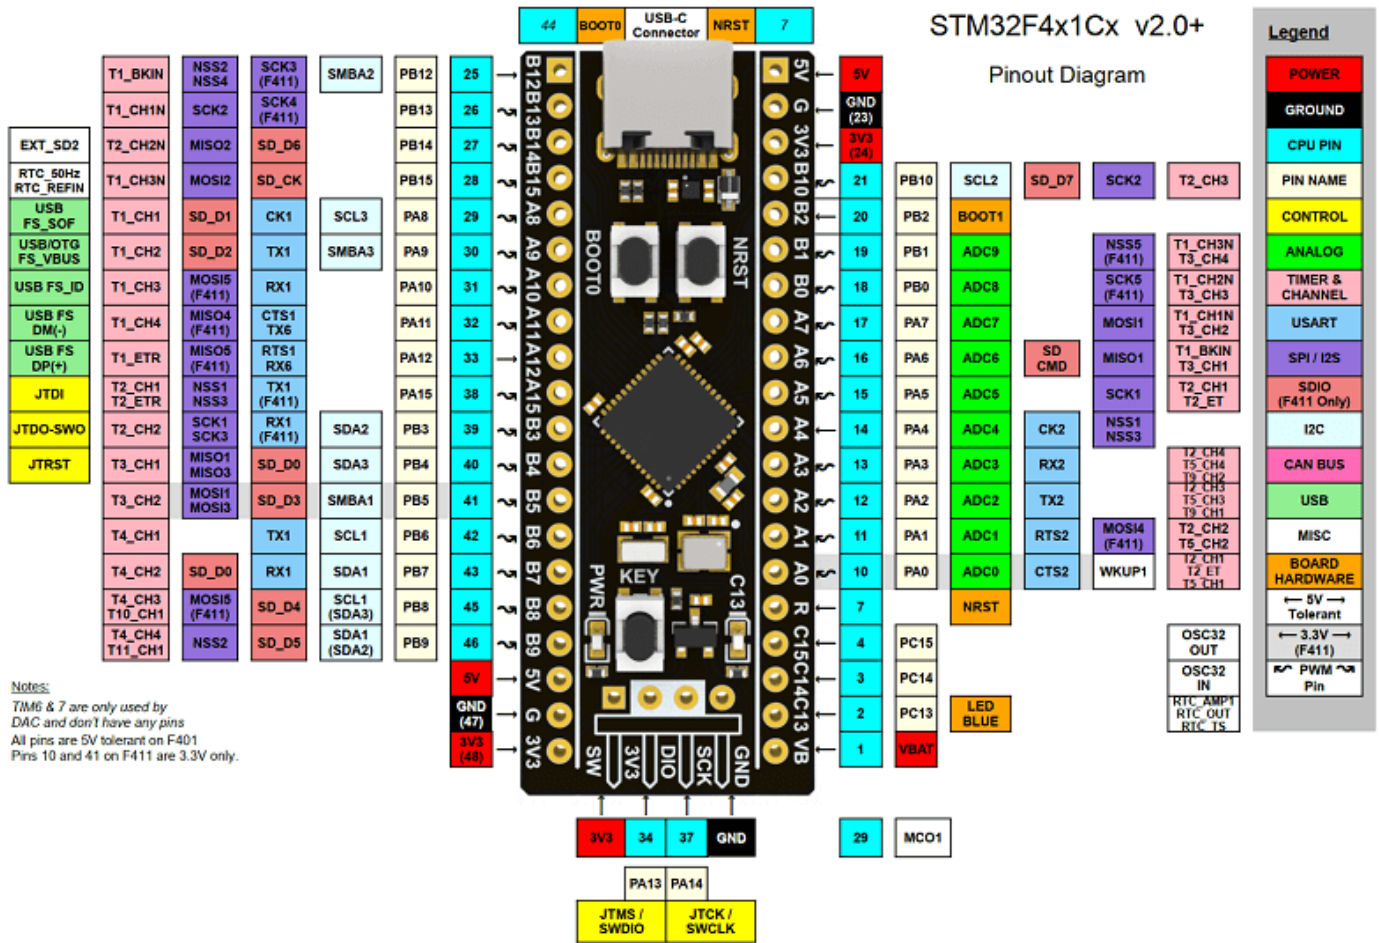 STM32F4x1Cx v2.0+
Pinout Diagram
44 BOOT0 USB-C Connector NRST 7
T1_BKIN NSS2 NSS4 SCK3 (F411) SMBA2 PB12 25
T1_CH1N SCK2 SCK4 (F411) PB13 26
EXT_SD2 T2_CH2N MISO2 SD_D6 PB14 27
RTC_50Hz RTC_REFIN T1_CH3N MOSI2 SD_CK PB15 28
USB FS_SOF T1_CH1 SD_D1 CK1 SCL3 PA8 29
USB/OTG FS_VBUS T1_CH2 SD_D2 TX1 SMBA3 PA9 30
USB FS_ID T1_CH3 MOSI5 (F411) RX1 PA10 31
USB FS DM(-) T1_CH4 MISO4 (F411) CTS1 TX6 PA11 32
USB FS DP(+) T1_ETR MISO5 (F411) RTS1 RX6 PA12 33
JTDI T2_CH1 T2_ETR NSS1 NSS3 TX1 (F411) PA15 38
JTDO-SWO T2_CH2 SCK1 SCK3 RX1 (F411) SDA2 PB3 39
JTRST T3_CH1 MISO1 MISO3 SD_D0 SDA3 PB4 40
T3_CH2 MOSI1 MOSI3 SD_D3 SMBA1 PB5 41
T4_CH1 TX1 SCL1 PB6 42
T4_CH2 SD_D0 RX1 SDA1 PB7 43
T4_CH3 T10_CH1 MOSI5 (F411) SD_D4 SCL1 (SDA3) PB8 45
T4_CH4 T11_CH1 NSS2 SD_D5 SDA1 (SDA2) PB9 46
5V
GND (47)
3V3 (48)
B12 B13 B14 B15 A8 A9 A10 A11 A12 A15 B3 B4 B5 B6 B7 B8 B9 5V G 3V3
BOOT0 NRST
PWR KEY C13
SW 3V3 DIO SCK GND
5V G 3V3 B10 B2 B1 B0 A7 A6 A5 A4 A3 A2 A1 A0 R C15 C14 C13 VB
5V
GND (23)
3V3 (24)
21 PB10 SCL2 SD_D7 SCK2 T2_CH3
20 PB2 BOOT1
19 PB1 ADC9 NSS5 (F411) T1_CH3N T3_CH4
18 PB0 ADC8 SCK5 (F411) T1_CH2N T3_CH3
17 PA7 ADC7 MOSI1 T1_CH1N T3_CH2
16 PA6 ADC6 SD CMD MISO1 T1_BKIN T3_CH1
15 PA5 ADC5 SCK1 T2_CH1 T2_ET
14 PA4 ADC4 CK2 NSS1 NSS3
13 PA3 ADC3 RX2 T2_CH4 T5_CH4 T9_CH2
12 PA2 ADC2 TX2 T2_CH3 T5_CH3 T9_CH1
11 PA1 ADC1 RTS2 MOSI4 (F411) T2_CH2 T5_CH2
10 PA0 ADC0 CTS2 WKUP1 T2_CH1 T2_ET T5_CH1
7 NRST
4 PC15 OSC32 OUT
3 PC14 OSC32 IN
2 PC13 LED BLUE RTC_AMP1 RTC_OUT RTC_TS
1 VBAT
3V3 34 37 GND
29 MCO1
PA13 PA14
JTMS / SWDIO JTCK / SWCLK
Notes:
TIM6 & 7 are only used by
DAC and don't have any pins
All pins are 5V tolerant on F401
Pins 10 and 41 on F411 are 3.3V only.
Legend
POWER
GROUND
CPU PIN
PIN NAME
CONTROL
ANALOG
TIMER & CHANNEL
USART
SPI / I2S
SDIO (F411 Only)
I2C
CAN BUS
USB
MISC
BOARD HARDWARE
5V Tolerant
3.3V (F411)
PWM Pin